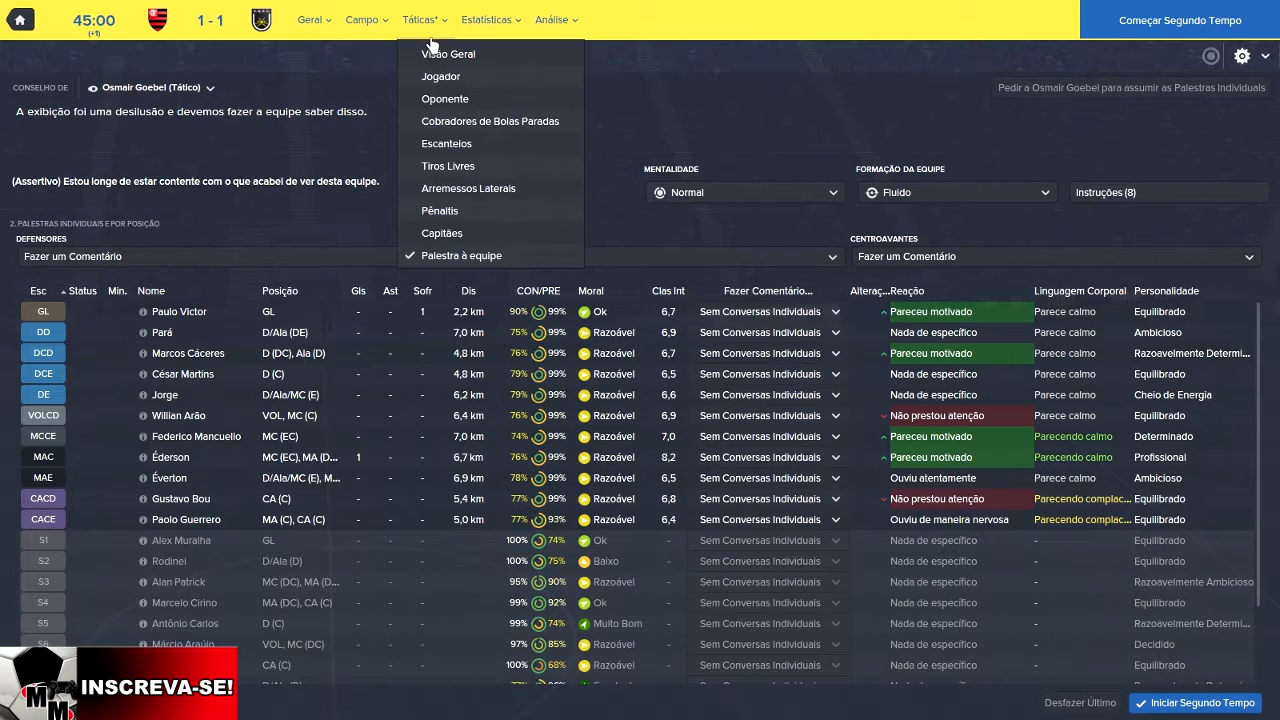 45:00 (+1) 1 - 1 Geral Campo Táticas* Estatísticas Análise Começar Segundo Tempo
Visão Geral
Jogador
Oponente
Cobradores de Bolas Paradas
Escanteios
Tiros Livres
Arremessos Laterais
Pênaltis
Capitães
Palestra à equipe
CONSELHO DE Osmair Goebel (Tático) Pedir a Osmair Goebel para assumir as Palestras Individuais
A exibição foi uma desilusão e devemos fazer a equipe saber disso.
(Assertivo) Estou longe de estar contente com o que acabei de ver desta equipe.
MENTALIDADE FORMAÇÃO DA EQUIPE
Normal Fluido Instruções (8)
2. PALESTRAS INDIVIDUAIS E POR POSIÇÃO
DEFENSORES CENTROAVANTES
Fazer um Comentário Fazer um Comentário
Esc Status Min. Nome Posição Gls Ast Sofr Dis CON/PRE Moral Clas Int Fazer Comentário... Alteraç... Reação Linguagem Corporal Personalidade
GL Paulo Victor GL - - 1 2,2 km 90% 99% Ok 6,7 Sem Conversas Individuais Pareceu motivado Parece calmo Equilibrado
DD Pará D/Ala (DE) - - - 7,0 km 75% 99% Razoável 6,9 Sem Conversas Individuais Nada de específico Parece calmo Ambicioso
DCD Marcos Cáceres D (DC), Ala (D) - - - 4,8 km 76% 99% Razoável 6,7 Sem Conversas Individuais Pareceu motivado Parece calmo Razoavelmente Determi...
DCE César Martins D (C) - - - 4,8 km 79% 99% Razoável 6,5 Sem Conversas Individuais Nada de específico Parece calmo Equilibrado
DE Jorge D/Ala/MC (E) - - - 6,2 km 79% 99% Razoável 6,6 Sem Conversas Individuais Nada de específico Parece calmo Cheio de Energia
VOLCD Willian Arão VOL, MC (C) - - - 6,4 km 76% 99% Razoável 6,9 Sem Conversas Individuais Não prestou atenção Parece calmo Equilibrado
MCCE Federico Mancuello MC (EC) - - - 7,0 km 74% 99% Razoável 7,0 Sem Conversas Individuais Pareceu motivado Parecendo calmo Determinado
MAC Éderson MC (EC), MA (D... 1 - - 6,7 km 76% 99% Razoável 8,2 Sem Conversas Individuais Pareceu motivado Parecendo calmo Profissional
MAE Éverton D/Ala/MC (E), M... - - - 6,9 km 78% 99% Razoável 6,5 Sem Conversas Individuais Ouviu atentamente Parece calmo Ambicioso
CACD Gustavo Bou CA (C) - - - 5,4 km 77% 99% Razoável 6,8 Sem Conversas Individuais Não prestou atenção Parecendo complac... Equilibrado
CACE Paolo Guerrero MA (C), CA (C) - - - 5,0 km 77% 93% Razoável 6,4 Sem Conversas Individuais Ouviu de maneira nervosa Parecendo complac... Equilibrado
S1 Alex Muralha GL 100% 74% Ok - Sem Conversas Individuais Nada de específico - Equilibrado
S2 Rodinei D/Ala (D) 100% 75% Baixo - Sem Conversas Individuais Nada de específico - Equilibrado
S3 Alan Patrick MC (DC), MA (D... 95% 90% Razoável - Sem Conversas Individuais Nada de específico - Razoavelmente Ambicioso
S4 Marcelo Cirino MA (DC), CA (C) 99% 92% Ok - Sem Conversas Individuais Nada de específico - Equilibrado
S5 Antônio Carlos D (C) 99% 74% Muito Bom - Sem Conversas Individuais Nada de específico - Razoavelmente Determi...
S6 Márcio Araújo VOL, MC (DC) 97% 85% Razoável - Sem Conversas Individuais Nada de específico - Decidido
CA (C) 100% 68% Razoável - Sem Conversas Individuais Nada de específico - Equilibrado
MM INSCREVA-SE!
Desfazer Último Iniciar Segundo Tempo